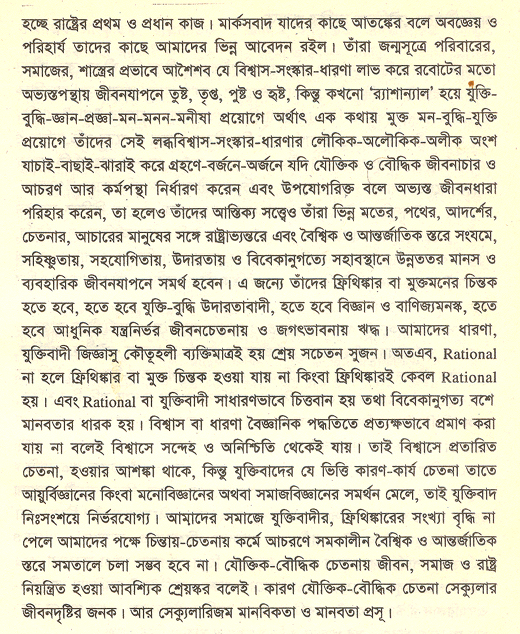 হচ্ছে রাষ্ট্রের প্রথম ও প্রধান কাজ। মার্কসবাদ যাদের কাছে আতঙ্কের বলে অবজ্ঞেয় ও
পরিহার্য তাদের কাছে আমাদের ভিন্ন আবেদন রইল। তাঁরা জন্মসূত্রে পরিবারের,
সমাজের, শাস্ত্রের প্রভাবে আশৈশব যে বিশ্বাস-সংস্কার-ধারণা লাভ করে রবোটের মতো
অভ্যস্তপন্থায় জীবনযাপনে তুষ্ট, তৃপ্ত, পুষ্ট ও হৃষ্ট, কিন্তু কখনো ‘র‍্যাশান্যাল’ হয়ে যুক্তি-
বুদ্ধি-জ্ঞান-প্রজ্ঞা-মন-মনন-মনীষা প্রয়োগে অর্থাৎ এক কথায় মুক্ত মন-বুদ্ধি-যুক্তি
প্রয়োগে তাঁদের সেই লব্ধবিশ্বাস-সংস্কার-ধারণার লৌকিক-অলৌকিক-অলীক অংশ
যাচাই-বাছাই-ঝারাই করে গ্রহণে-বর্জনে-অর্জনে যদি যৌক্তিক ও বৌদ্ধিক জীবনাচার ও
আচরণ আর কর্মপন্থা নির্ধারণ করেন এবং উপযোগরিক্ত বলে অভ্যস্ত জীবনধারা
পরিহার করেন, তা হলেও তাঁদের আস্তিক্য সত্ত্বেও তাঁরা ভিন্ন মতের, পথের, আদর্শের,
চেতনার, আচারের মানুষের সঙ্গে রাষ্ট্রাভ্যন্তরে এবং বৈশ্বিক ও আন্তর্জাতিক স্তরে সংযমে,
সহিষ্ণুতায়, সহযোগিতায়, উদারতায় ও বিবেকানুগত্যে সহাবস্থানে উন্নততর মানস ও
ব্যবহারিক জীবনযাপনে সমর্থ হবেন। এ জন্যে তাঁদের ফ্রিথিঙ্কার বা মুক্তমনের চিন্তক
হতে হবে, হতে হবে যুক্তি-বুদ্ধি উদারতাবাদী, হতে হবে বিজ্ঞান ও বাণিজ্যমনস্ক, হতে
হবে আধুনিক যন্ত্রনির্ভর জীবনচেতনায় ও জগৎভাবনায় ঋদ্ধ। আমাদের ধারণা,
যুক্তিবাদী জিজ্ঞাসু কৌতূহলী ব্যক্তিমাত্রই হয় শ্রেয় সচেতন সুজন। অতএব, Rational
না হলে ফ্রিথিঙ্কার বা মুক্ত চিন্তক হওয়া যায় না কিংবা ফ্রিথিঙ্কারই কেবল Rational
হয়। এবং Rational বা যুক্তিবাদী সাধারণভাবে চিত্তবান হয় তথা বিবেকানুগত্য বশে
মানবতার ধারক হয়। বিশ্বাস বা ধারণা বৈজ্ঞানিক পদ্ধতিতে প্রত্যক্ষভাবে প্রমাণ করা
যায় না বলেই বিশ্বাসে সন্দেহ ও অনিশ্চিতি থেকেই যায়। তাই বিশ্বাসে প্রতারিত
চেতনা, হওয়ার আশঙ্কা থাকে, কিন্তু যুক্তিবাদের যে ভিত্তি কারণ-কার্য চেতনা তাতে
আয়ুর্বিজ্ঞানের কিংবা মনোবিজ্ঞানের অথবা সমাজবিজ্ঞানের সমর্থন মেলে, তাই যুক্তিবাদ
নিঃসংশয়ে নির্ভরযোগ্য। আমাদের সমাজে যুক্তিবাদীর, ফ্রিথিঙ্কারের সংখ্যা বৃদ্ধি না
পেলে আমাদের পক্ষে চিন্তায়-চেতনায় কর্মে আচরণে সমকালীন বৈশ্বিক ও আন্তর্জাতিক
স্তরে সমতালে চলা সম্ভব হবে না। যৌক্তিক-বৌদ্ধিক চেতনায় জীবন, সমাজ ও রাষ্ট্র
নিয়ন্ত্রিত হওয়া আবশ্যিক শ্রেয়স্কর বলেই। কারণ যৌক্তিক-বৌদ্ধিক চেতনা সেক্যুলার
জীবনদৃষ্টির জনক। আর সেক্যুলারিজম মানবিকতা ও মানবতা প্রসূ।